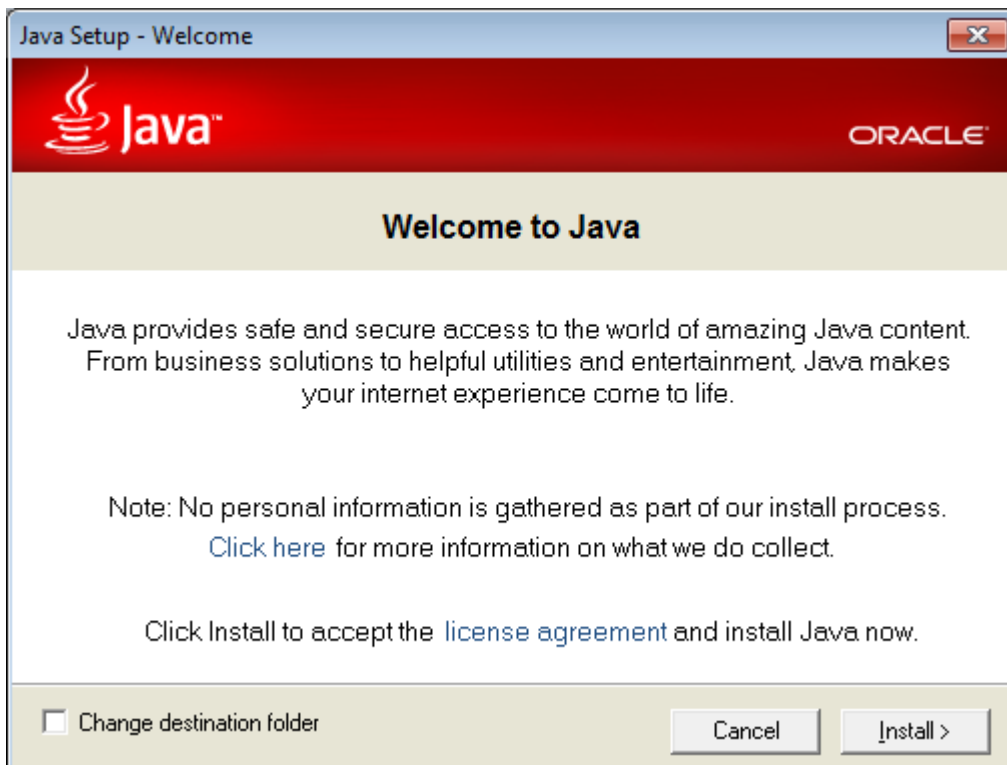 Java Setup - Welcome
Java™
ORACLE®
Welcome to Java
Java provides safe and secure access to the world of amazing Java content.
From business solutions to helpful utilities and entertainment, Java makes
your internet experience come to life.
Note: No personal information is gathered as part of our install process.
Click here for more information on what we do collect.
Click Install to accept the license agreement and install Java now.
Change destination folder
Cancel
Install >